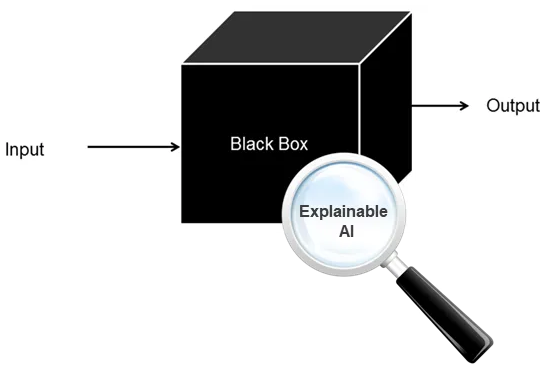 Input
Black Box
Output
Explainable
AI